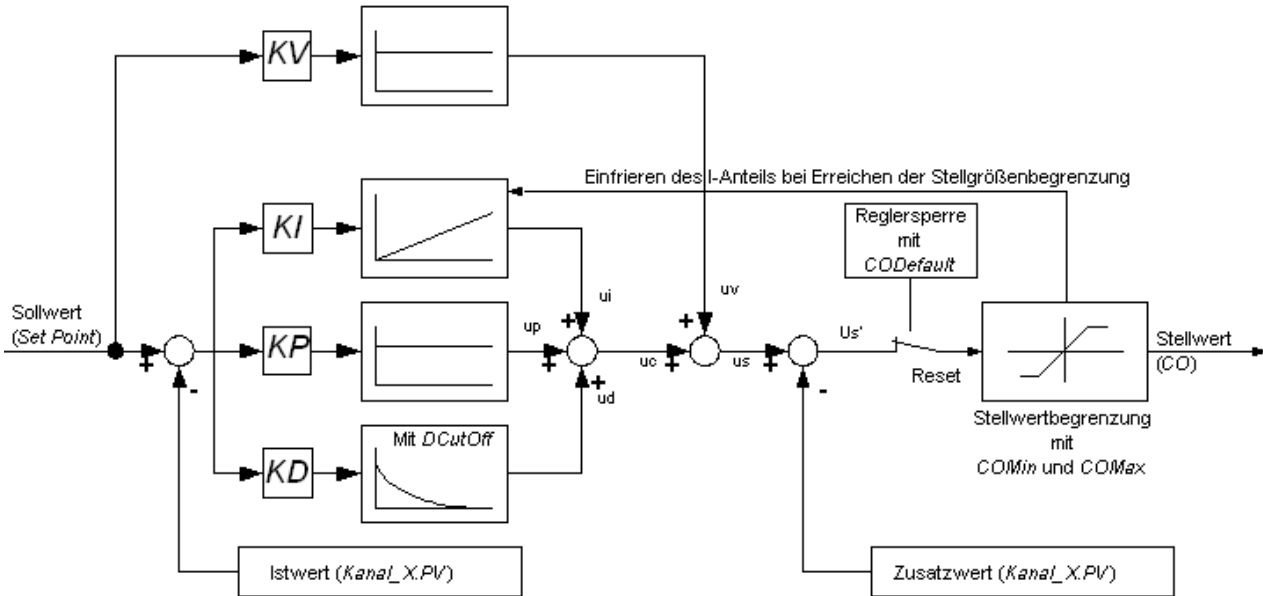 KV
Einfrieren des I-Anteils bei Erreichen der Stellgrößenbegrenzung
KI
Reglersperre
mit
CODefault
ui
uv
Sollwert
(Set Point)
+
-
KP
up
+
+
+
uc
+
+
us
+
-
Us'
Reset
Stellwert
(CO)
ud
Stellwertbegrenzung
mit
COMin und COMax
KD
Mit DCutOff
Istwert (Kanal_X.PV)
Zusatzwert (Kanal_X.PV)